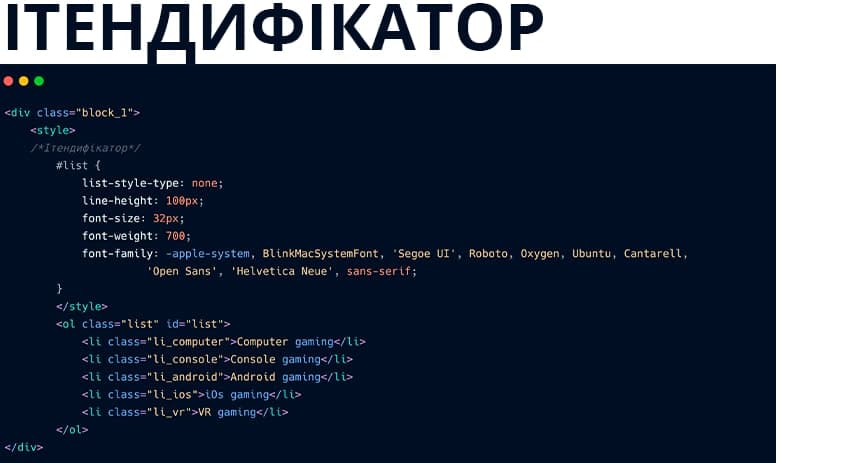 ІТЕНДИФІКАТОР
<div class="block_1">
    <style>
    /*Ітендифікатор*/
        #list {
            list-style-type: none;
            line-height: 100px;
            font-size: 32px;
            font-weight: 700;
            font-family: -apple-system, BlinkMacSystemFont, 'Segoe UI', Roboto, Oxygen, Ubuntu, Cantarell,
                      'Open Sans', 'Helvetica Neue', sans-serif;
        }
        </style>
        <ol class="list" id="list">
            <li class="li_computer">Computer gaming</li>
            <li class="li_console">Console gaming</li>
            <li class="li_android">Android gaming</li>
            <li class="li_ios">iOs gaming</li>
            <li class="li_vr">VR gaming</li>
        </ol>
</div>